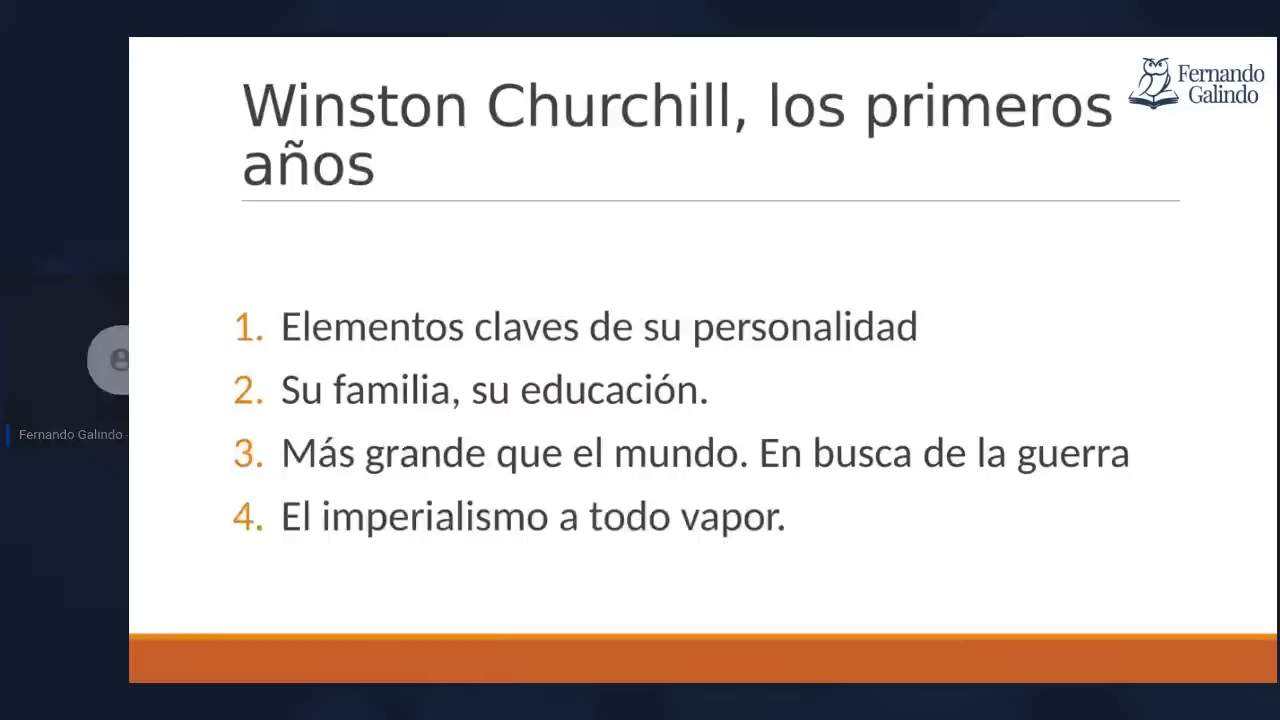 Winston Churchill, los primeros
años
Fernando
Galindo
1. Elementos claves de su personalidad
2. Su familia, su educación.
3. Más grande que el mundo. En busca de la guerra
4. El imperialismo a todo vapor.
e
Fernando Galindo -